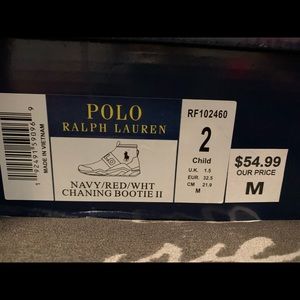 POLO
RALPH LAUREN
NAVY/RED/WHT
CHANING BOOTIE II
MADE IN VIETNAM
RF102460
2
Child
U.K. 1.5
EUR. 32.5
CM 21.0
M
$54.99
OUR PRICE
M